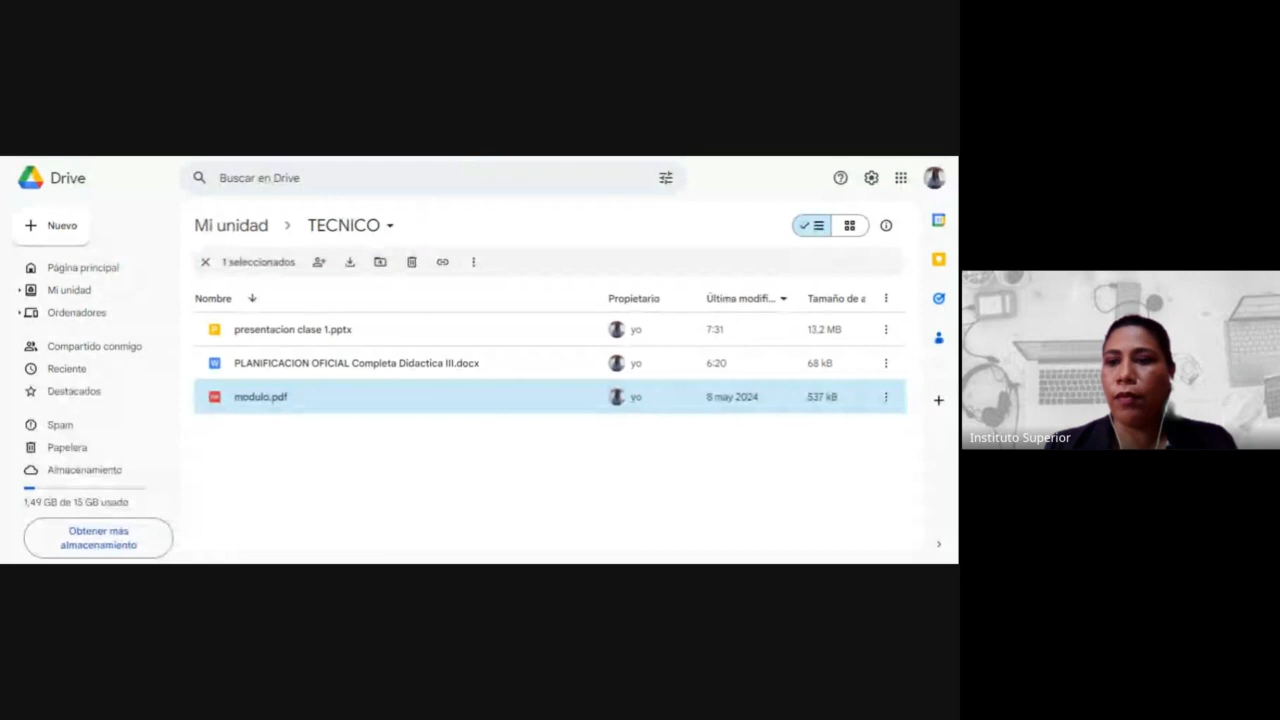 Drive
Buscar en Drive
Nuevo
Mi unidad > TECNICO
1 seleccionados
Página principal
Mi unidad
Ordenadores
Compartido conmigo
Reciente
Destacados
Spam
Papelera
Almacenamiento
1,49 GB de 15 GB usado
Obtener más
almacenamiento
Nombre Propietario Última modifi... Tamaño de a
presentacion clase 1.pptx yo 7:31 13,2 MB
PLANIFICACION OFICIAL Completa Didactica III.docx yo 6:20 68 kB
modulo.pdf yo 8 may 2024 537 kB
Instituto Superior